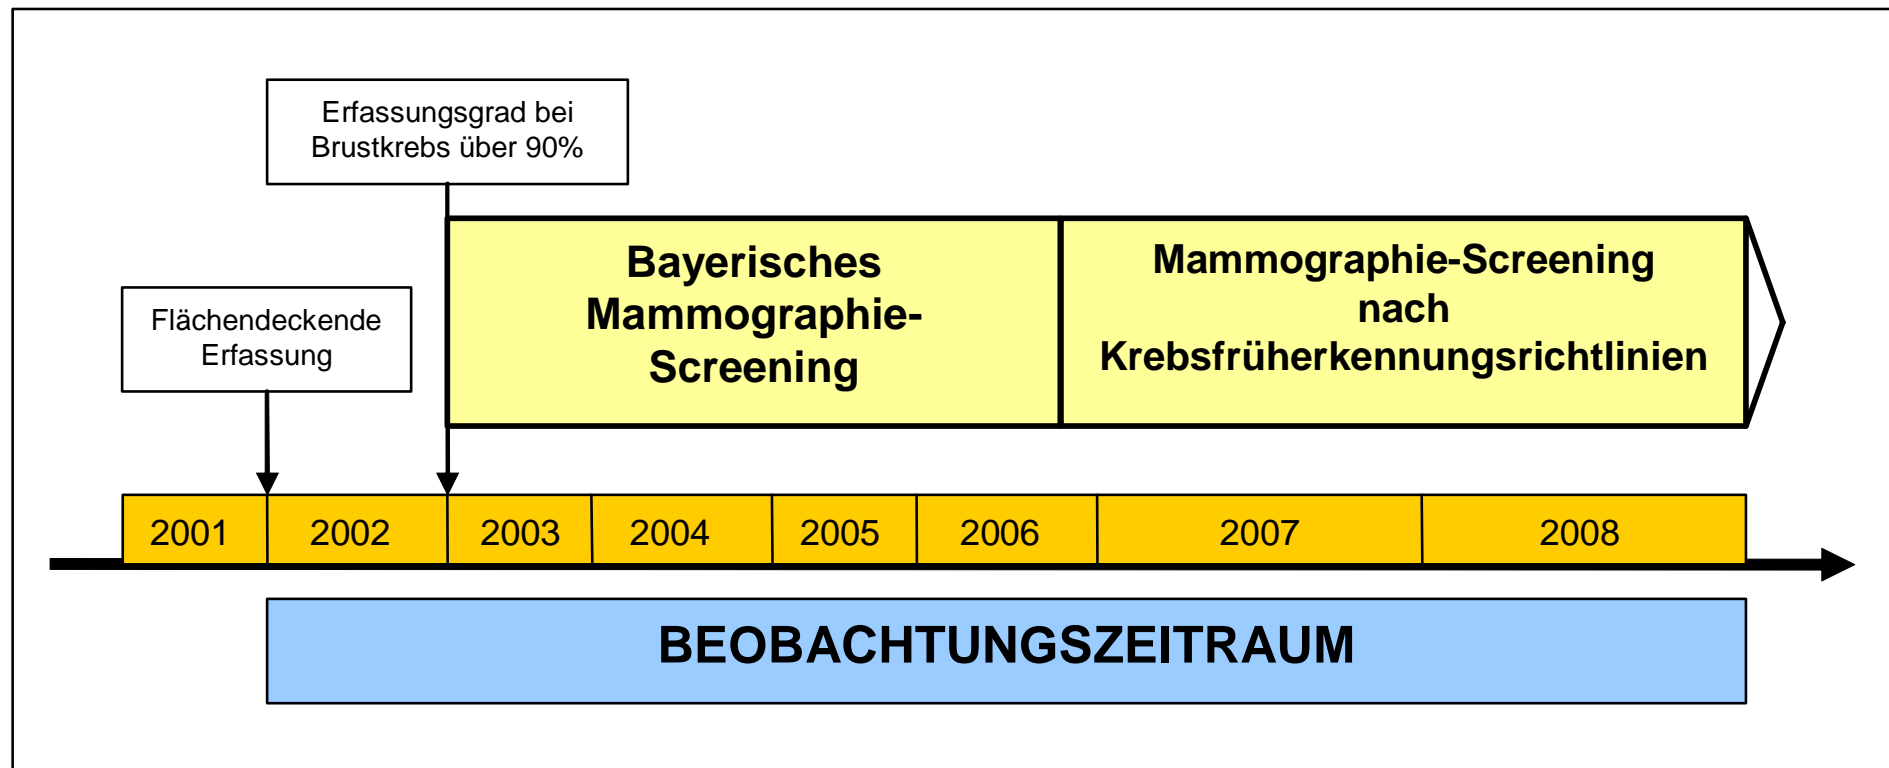 Erfassungsgrad bei
Brustkrebs über 90%
Bayerisches
Mammographie-
Screening
Mammographie-Screening
nach
Krebsfrüherkennungsrichtlinien
Flächendeckende
Erfassung
2001 2002 2003 2004 2005 2006 2007 2008
BEOBACHTUNGSZEITRAUM